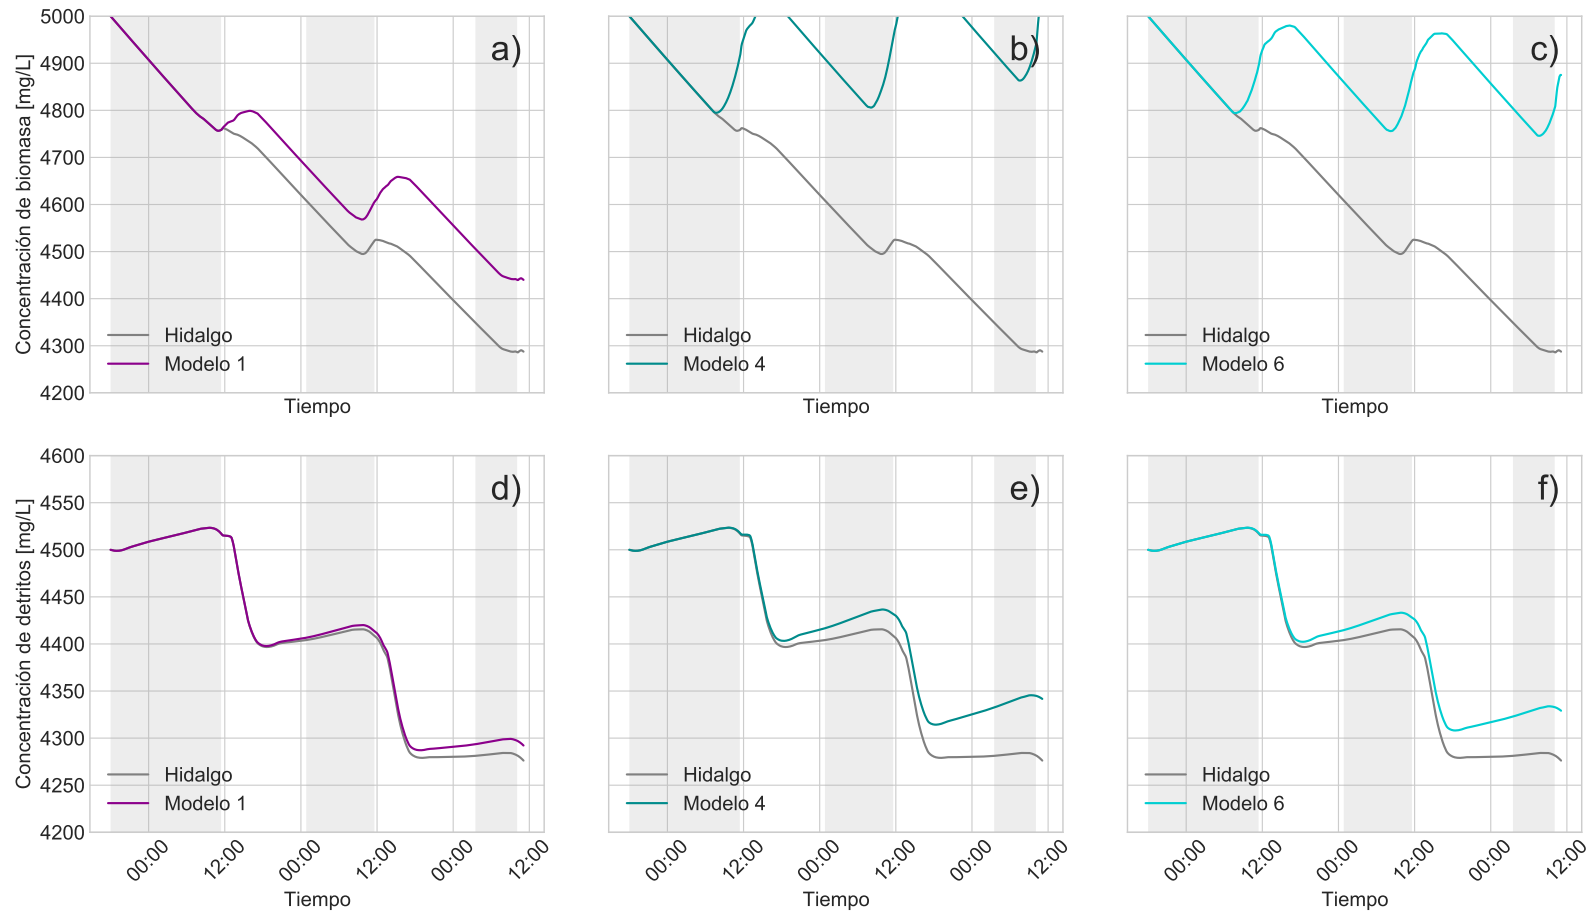 Concentración de biomasa [mg/L]
5000
4900
4800
4700
4600
4500
4400
4300
4200
a)
Hidalgo
Modelo 1
Tiempo
b)
Hidalgo
Modelo 4
Tiempo
c)
Hidalgo
Modelo 6
Tiempo
Concentración de detritos [mg/L]
4600
4550
4500
4450
4400
4350
4300
4250
4200
d)
Hidalgo
Modelo 1
00:00 12:00 00:00 12:00 00:00 12:00
Tiempo
e)
Hidalgo
Modelo 4
00:00 12:00 00:00 12:00 00:00 12:00
Tiempo
f)
Hidalgo
Modelo 6
00:00 12:00 00:00 12:00 00:00 12:00
Tiempo